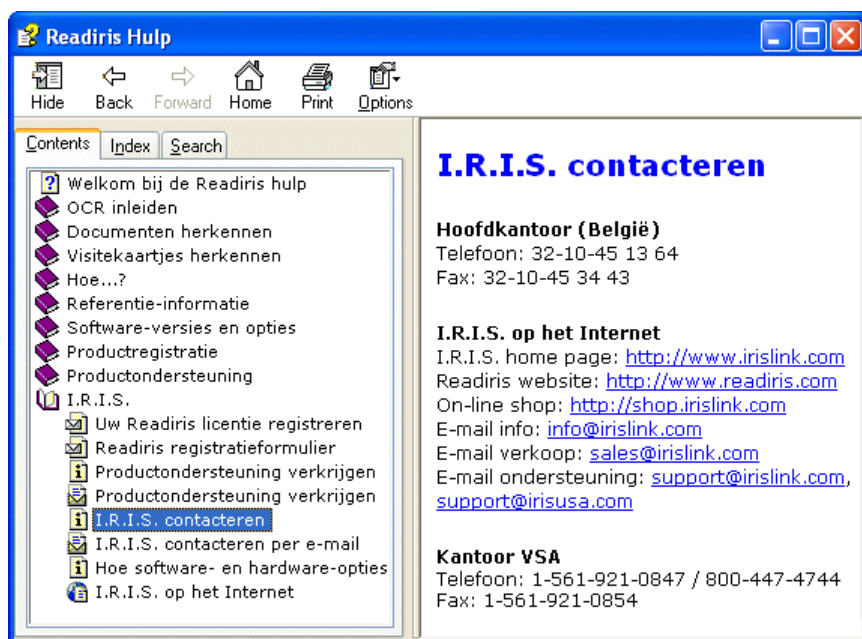 Readiris Hulp
Hide Back Forward Home Print Options
Contents Index Search
Welkom bij de Readiris hulp
OCR inleiden
Documenten herkennen
Visitekaartjes herkennen
Hoe...?
Referentie-informatie
Software-versies en opties
Productregistratie
Productondersteuning
I.R.I.S.
Uw Readiris licentie registreren
Readiris registratieformulier
Productondersteuning verkrijgen
Productondersteuning verkrijgen
I.R.I.S. contacteren
I.R.I.S. contacteren per e-mail
Hoe software- en hardware-opties
I.R.I.S. op het Internet
I.R.I.S. contacteren
Hoofdkantoor (België)
Telefoon: 32-10-45 13 64
Fax: 32-10-45 34 43
I.R.I.S. op het Internet
I.R.I.S. home page: http://www.irislink.com
Readiris website: http://www.readiris.com
On-line shop: http://shop.irislink.com
E-mail info: info@irislink.com
E-mail verkoop: sales@irislink.com
E-mail ondersteuning: support@irislink.com,
support@irisusa.com
Kantoor VSA
Telefoon: 1-561-921-0847 / 800-447-4744
Fax: 1-561-921-0854